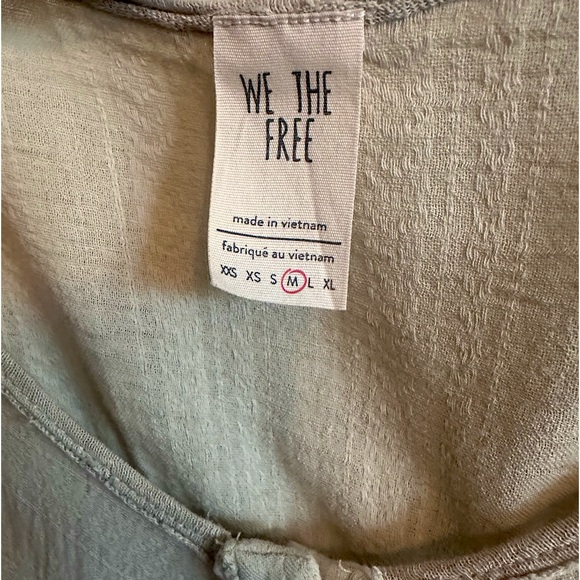 WE THE
FREE
made in vietnam
fabriqué au vietnam
XXS XS S M L XL